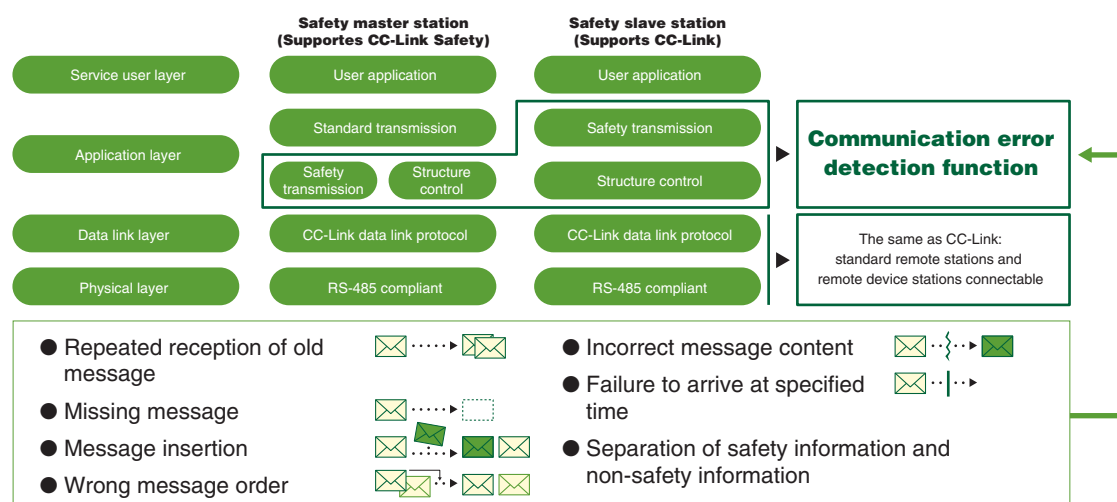 Safety master station
(Supportes CC-Link Safety)
Safety slave station
(Supports CC-Link)
Service user layer
User application
User application
Application layer
Standard transmission
Safety transmission
Safety
transmission
Structure
control
Structure control
Communication error
detection function
Data link layer
CC-Link data link protocol
CC-Link data link protocol
Physical layer
RS-485 compliant
RS-485 compliant
The same as CC-Link:
standard remote stations and
remote device stations connectable
● Repeated reception of old
message
● Missing message
● Message insertion
● Wrong message order
● Incorrect message content
● Failure to arrive at specified
time
● Separation of safety information and
non-safety information